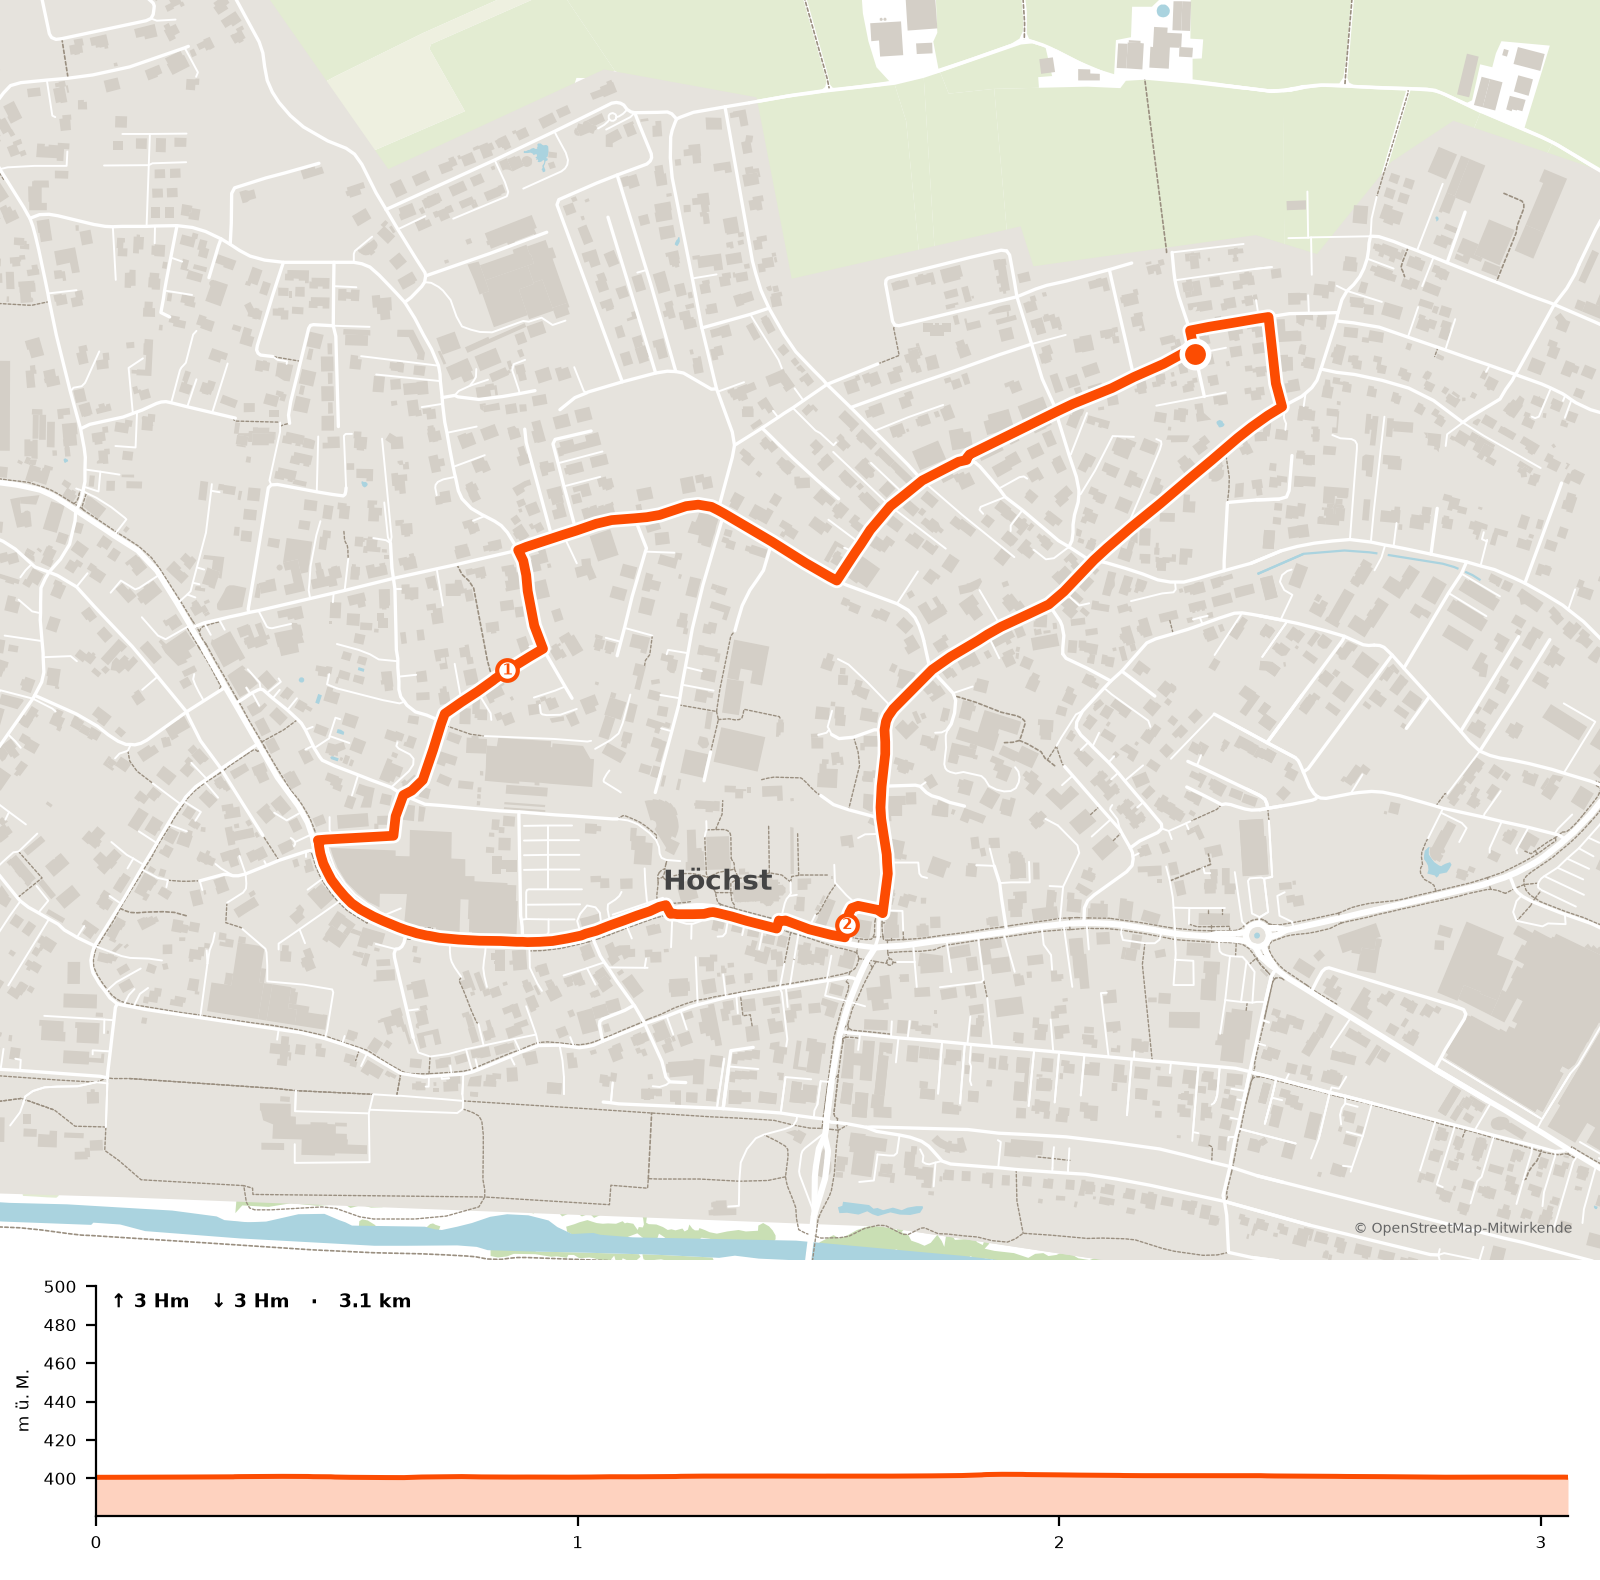 1
Höchst
2
© OpenStreetMap-Mitwirkende
↑ 3 Hm ↓ 3 Hm · 3.1 km
m ü. M.
500
480
460
440
420
400
0 1 2 3